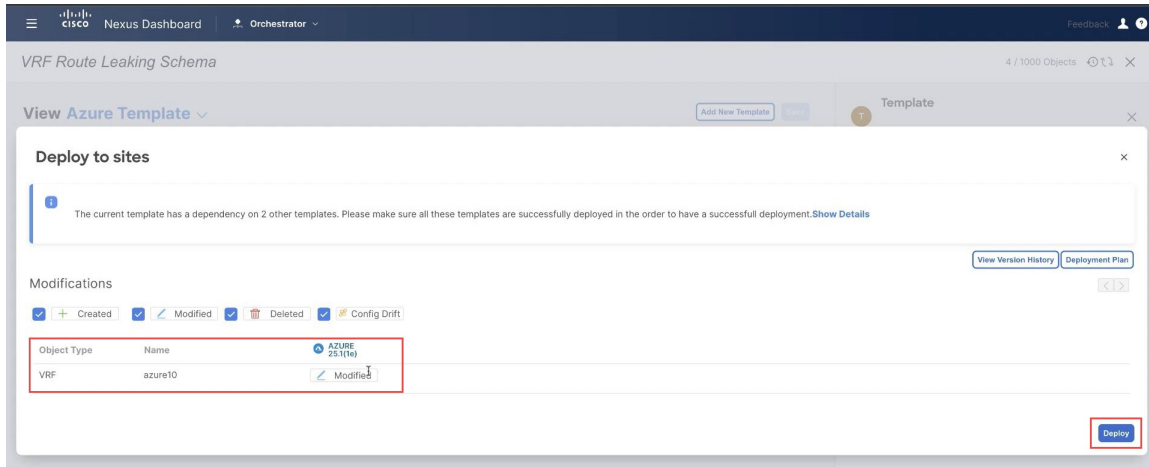 cisco Nexus Dashboard Orchestrator Feedback
VRF Route Leaking Schema 4 / 1000 Objects
View Azure Template Add New Template T Template
Deploy to sites
The current template has a dependency on 2 other templates. Please make sure all these templates are successfully deployed in the order to have a successfull deployment.Show Details
View Version History Deployment Plan
Modifications
Created Modified Deleted Config Drift
Object Type Name AZURE
25.1(1e)
VRF azure10 Modified
Deploy